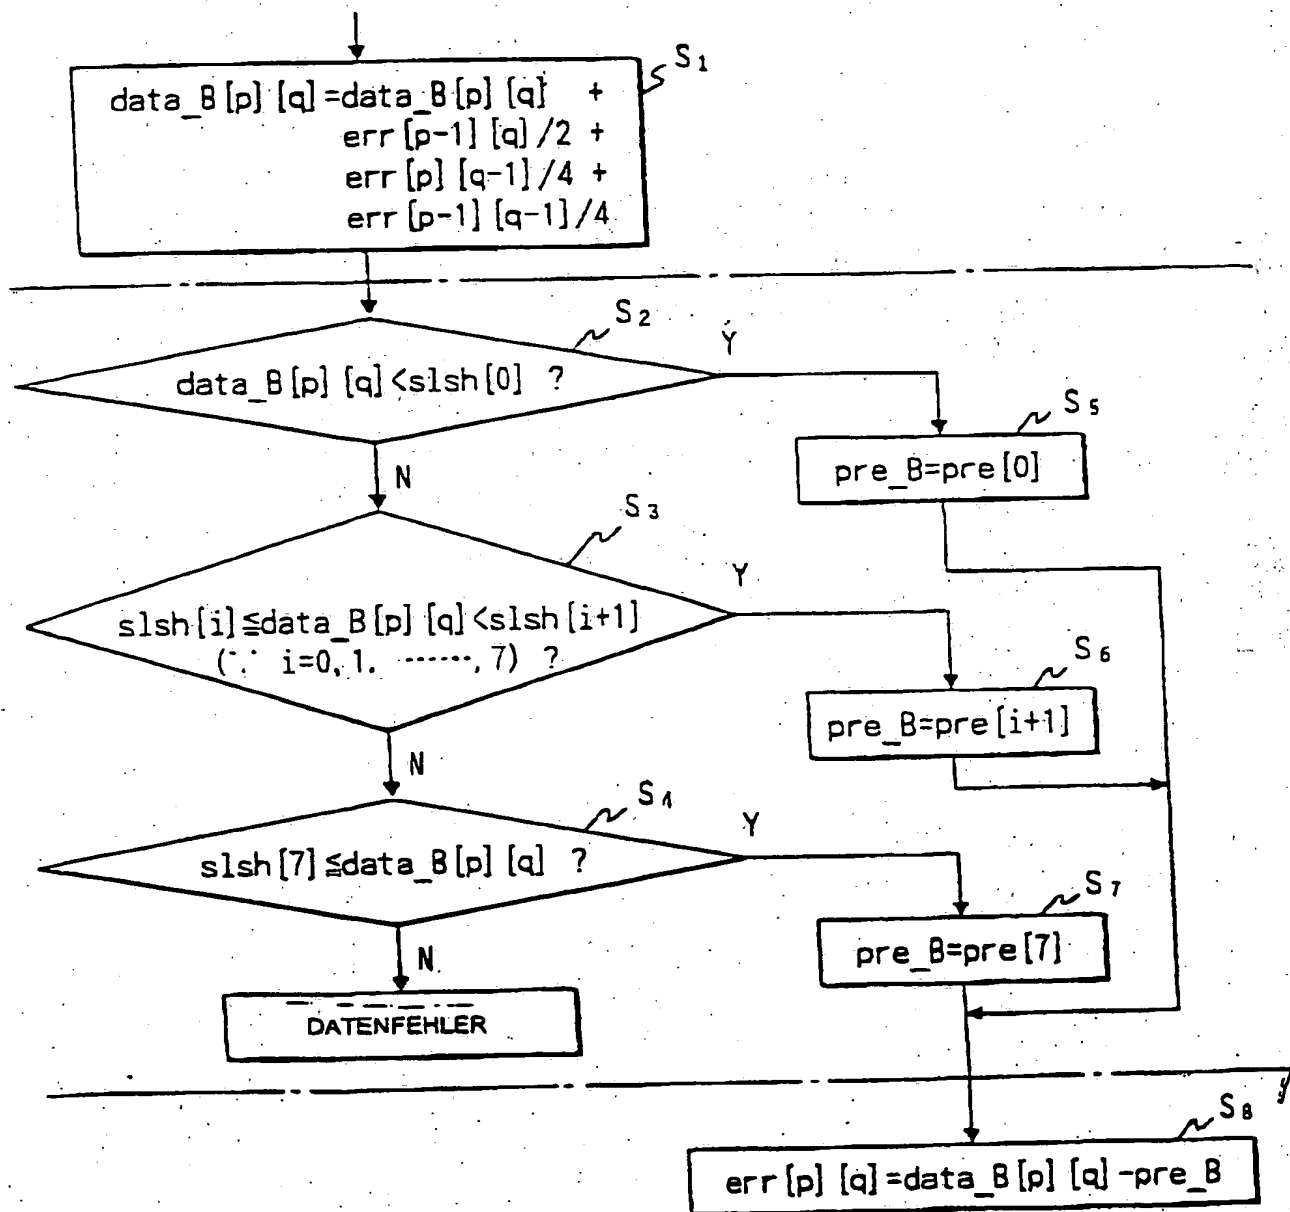 S1
data_B[p][q]=data_B[p][q] +
err[p-1][q]/2 +
err[p][q-1]/4 +
err[p-1][q-1]/4
S2
Y
data_B[p][q]<slsh[0] ?
N
S5
pre_B=pre[0]
S3
Y
slsh[i]≦data_B[p][q]<slsh[i+1]
(∵ i=0,1. ······,7) ?
N
S6
pre_B=pre[i+1]
S4
Y
slsh[7]≦data_B[p][q] ?
N
S7
pre_B=pre[7]
DATENFEHLER
S8
err[p][q]=data_B[p][q]-pre_B